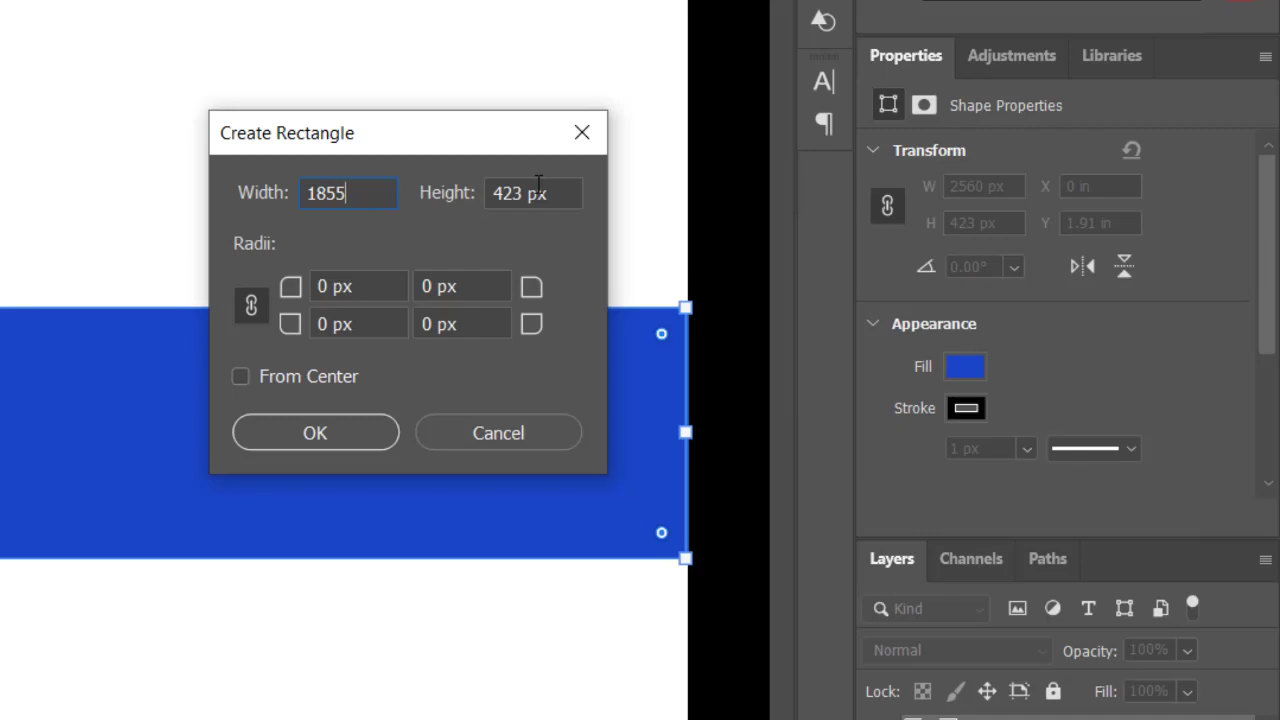 Create Rectangle
Width: 1855 Height: 423 px
Radii:
0 px 0 px
0 px 0 px
From Center
OK Cancel
A
Properties Adjustments Libraries
Shape Properties
Transform
W 2560 px X 0 in
H 423 px Y 1.91 in
0.00°
Appearance
Fill
Stroke
1 px
Layers Channels Paths
Kind T
Normal Opacity: 100%
Lock: Fill: 100%